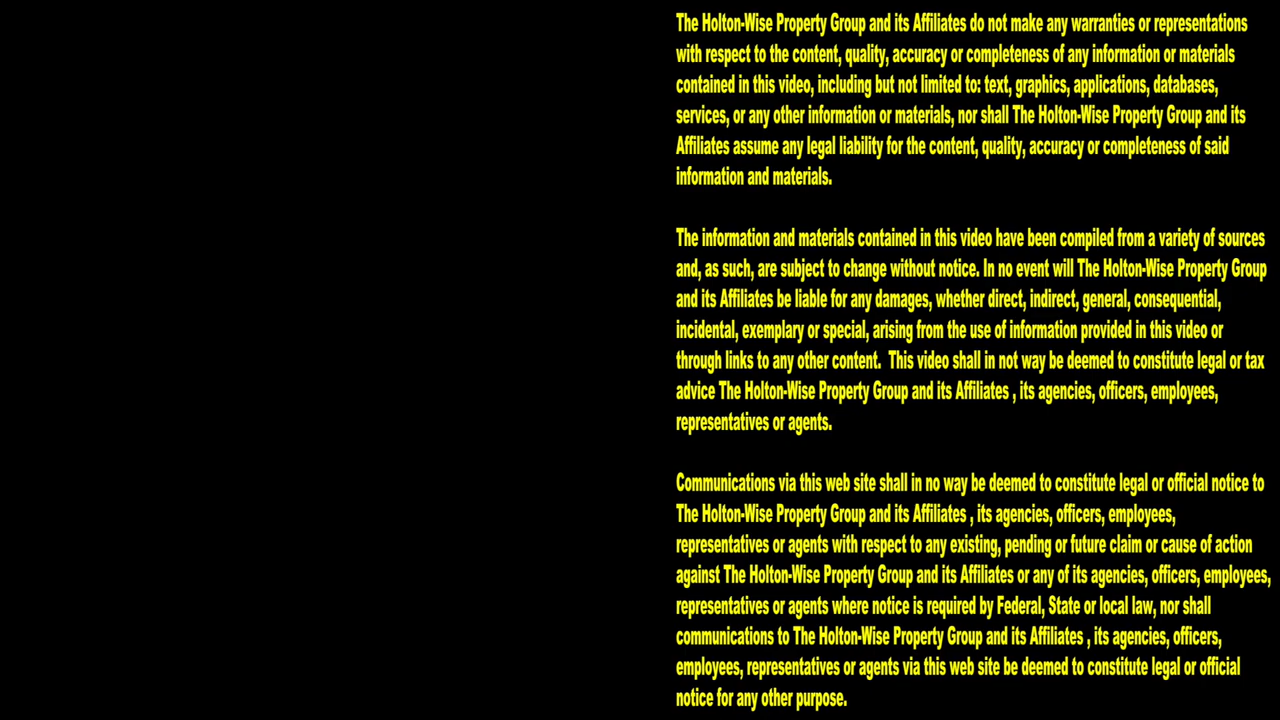 The Holton-Wise Property Group and its Affiliates do not make any warranties or representations
with respect to the content, quality, accuracy or completeness of any information or materials
contained in this video, including but not limited to: text, graphics, applications, databases,
services, or any other information or materials, nor shall The Holton-Wise Property Group and its
Affiliates assume any legal liability for the content, quality, accuracy or completeness of said
information and materials.
The information and materials contained in this video have been compiled from a variety of sources
and, as such, are subject to change without notice. In no event will The Holton-Wise Property Group
and its Affiliates be liable for any damages, whether direct, indirect, general, consequential,
incidental, exemplary or special, arising from the use of information provided in this video or
through links to any other content.  This video shall in not way be deemed to constitute legal or tax
advice The Holton-Wise Property Group and its Affiliates , its agencies, officers, employees,
representatives or agents.
Communications via this web site shall in no way be deemed to constitute legal or official notice to
The Holton-Wise Property Group and its Affiliates , its agencies, officers, employees,
representatives or agents with respect to any existing, pending or future claim or cause of action
against The Holton-Wise Property Group and its Affiliates or any of its agencies, officers, employees,
representatives or agents where notice is required by Federal, State or local law, nor shall
communications to The Holton-Wise Property Group and its Affiliates , its agencies, officers,
employees, representatives or agents via this web site be deemed to constitute legal or official
notice for any other purpose.